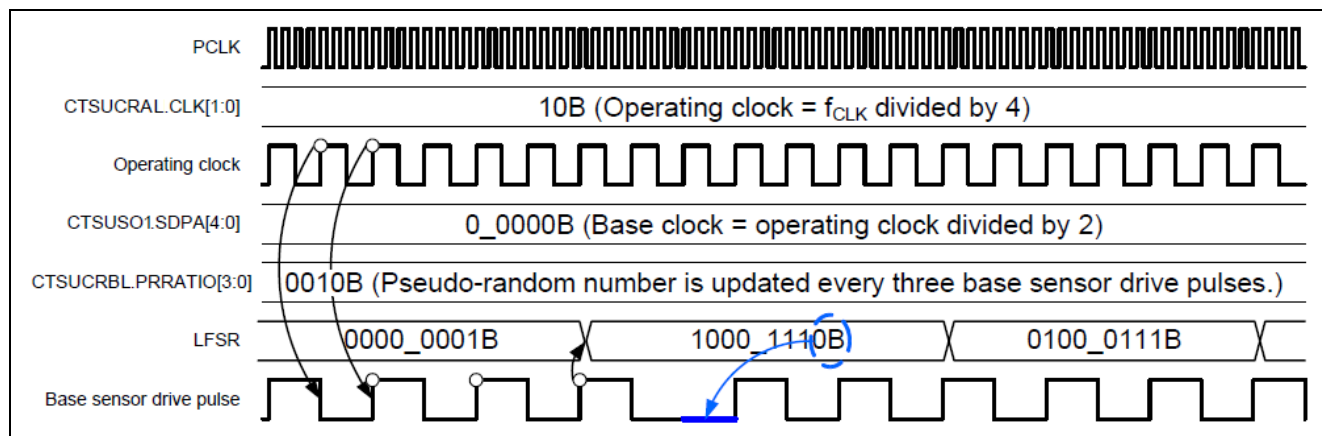 PCLK
CTSUCRAL.CLK[1:0] 10B (Operating clock = fCLK divided by 4)
Operating clock
CTSUSO1.SDPA[4:0] 0_0000B (Base clock = operating clock divided by 2)
CTSUCRBL.PRRATIO[3:0] 0010B (Pseudo-random number is updated every three base sensor drive pulses.)
LFSR 0000_0001B 1000_1110B 0100_0111B
Base sensor drive pulse